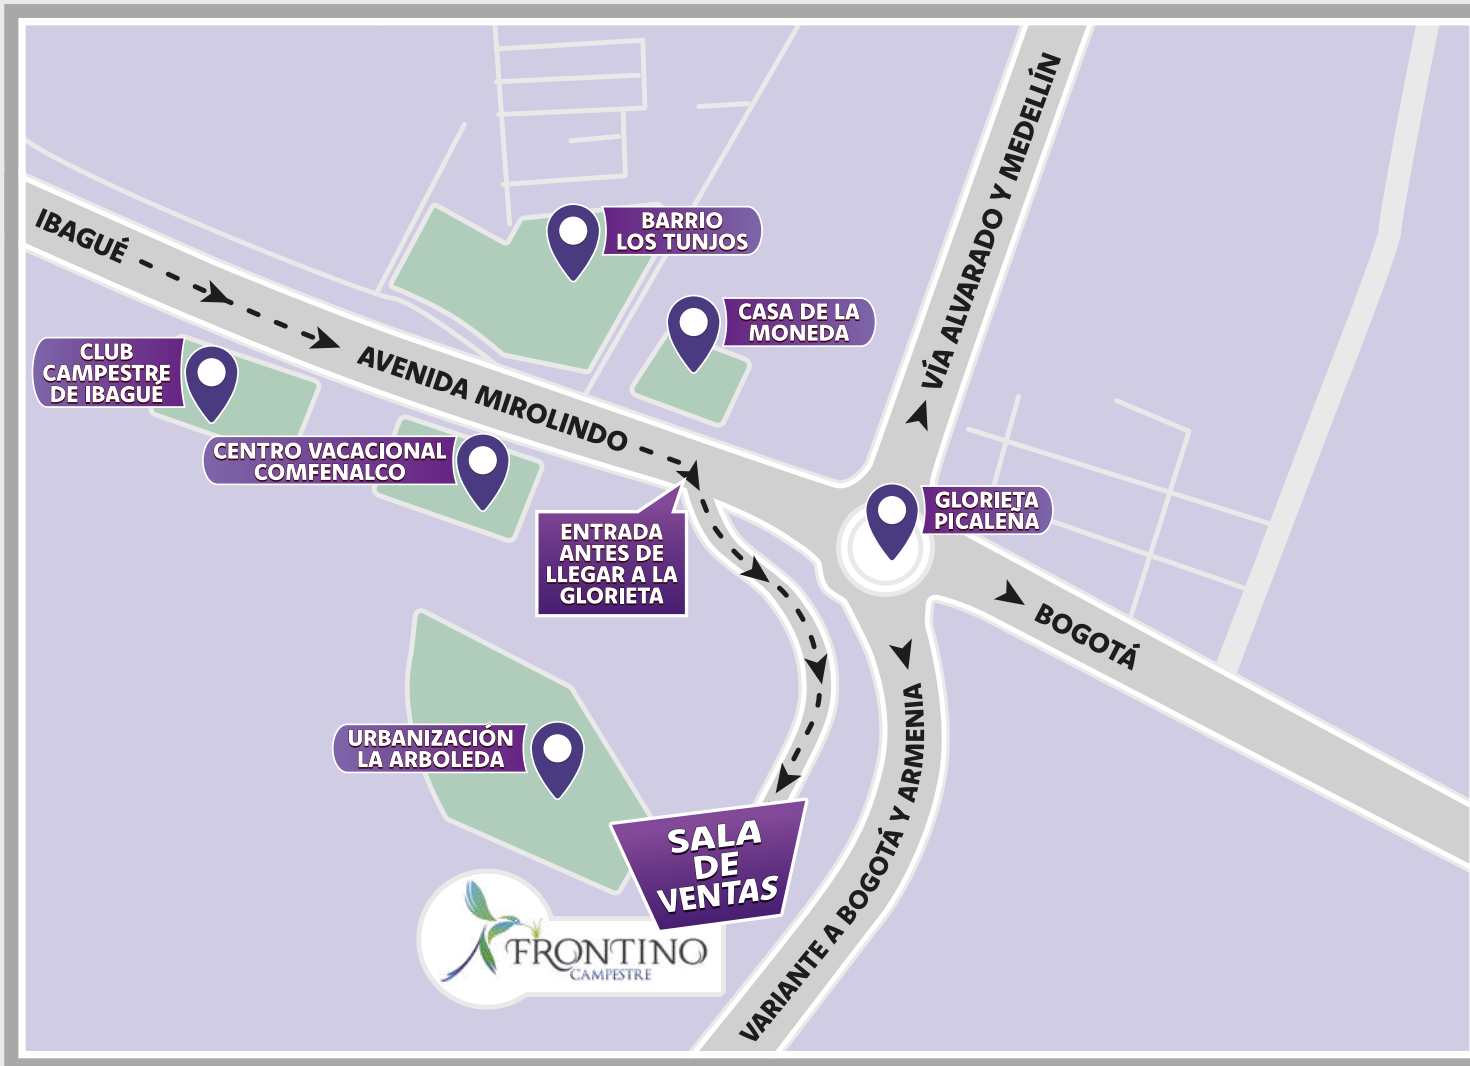 VÍA ALVARADO Y MEDELLÍN
IBAGUÉ
BARRIO
LOS TUNJOS
CASA DE LA
MONEDA
CLUB
CAMPESTRE
DE IBAGUÉ
AVENIDA MIROLINDO
CENTRO VACACIONAL
COMFENALCO
GLORIETA
PICALEÑA
ENTRADA
ANTES DE
LLEGAR A LA
GLORIETA
BOGOTÁ
URBANIZACIÓN
LA ARBOLEDA
VARIANTE A BOGOTÁ Y ARMENIA
SALA
DE
VENTAS
FRONTINO
CAMPESTRE